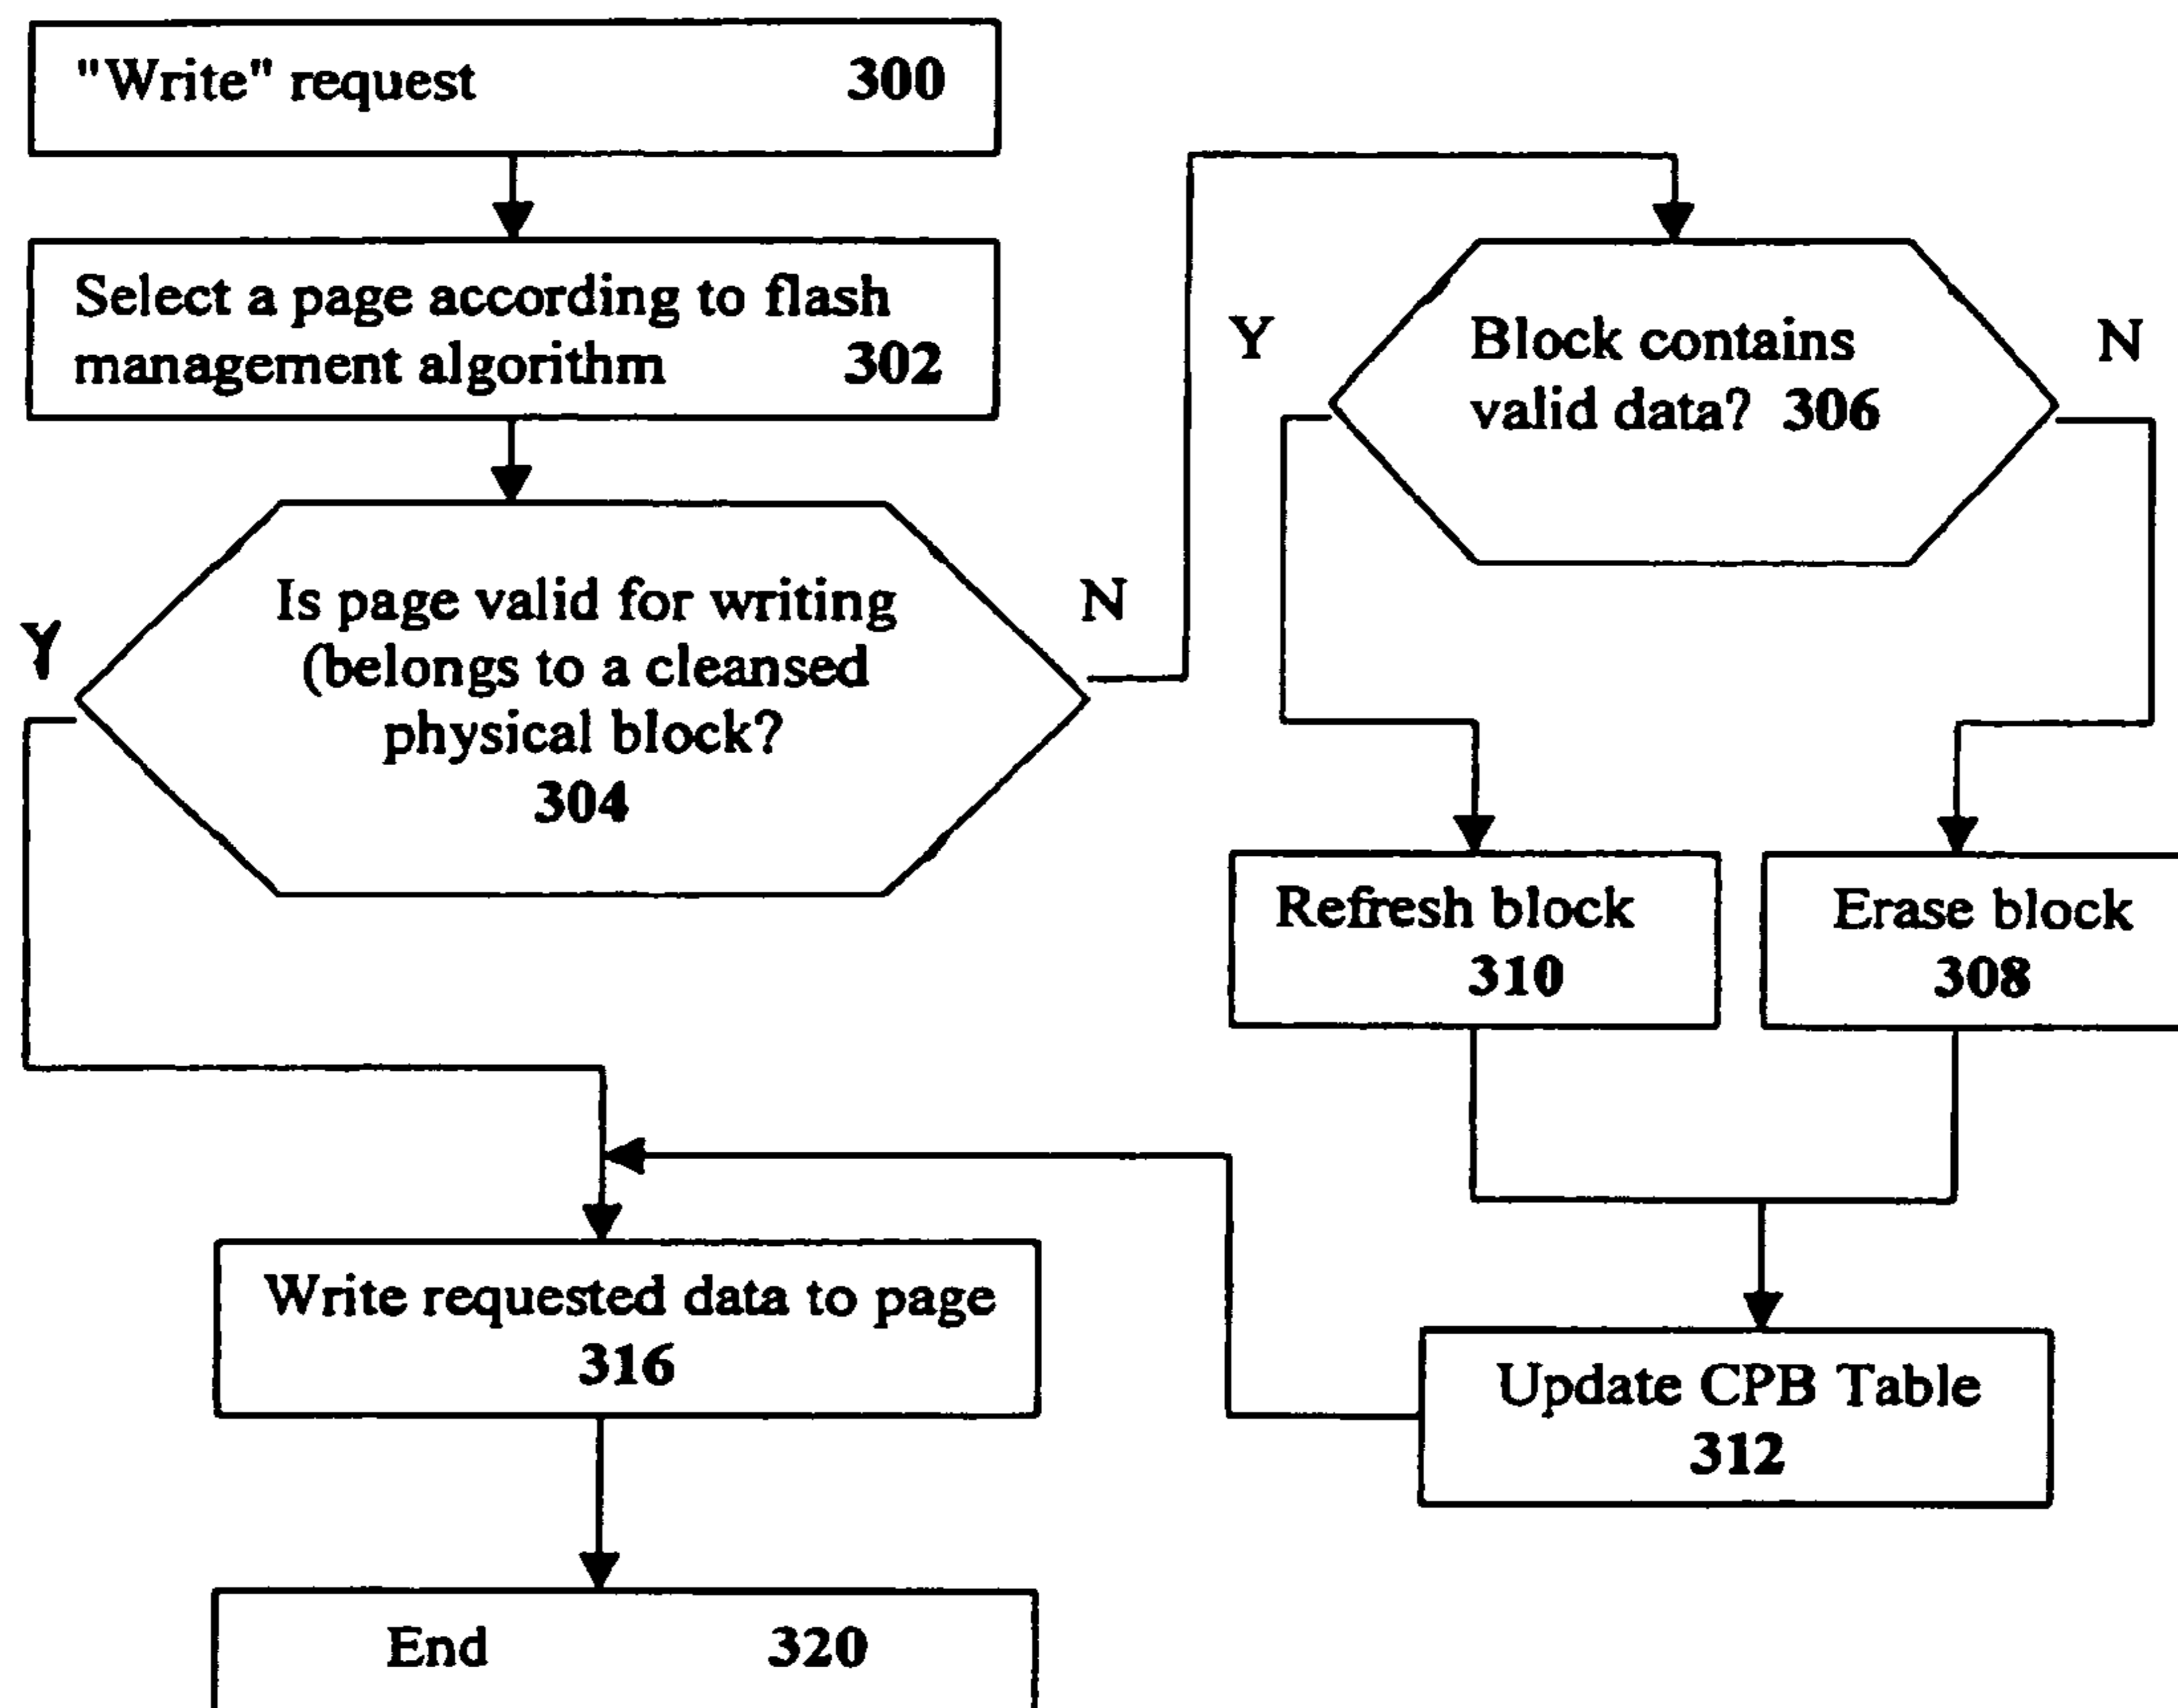 "Write" request 300
Select a page according to flash
management algorithm 302
Is page valid for writing
(belongs to a cleansed
physical block?
304
Y
N
Block contains
valid data? 306
Y
N
Refresh block
310
Erase block
308
Update CPB Table
312
Write requested data to page
316
End 320